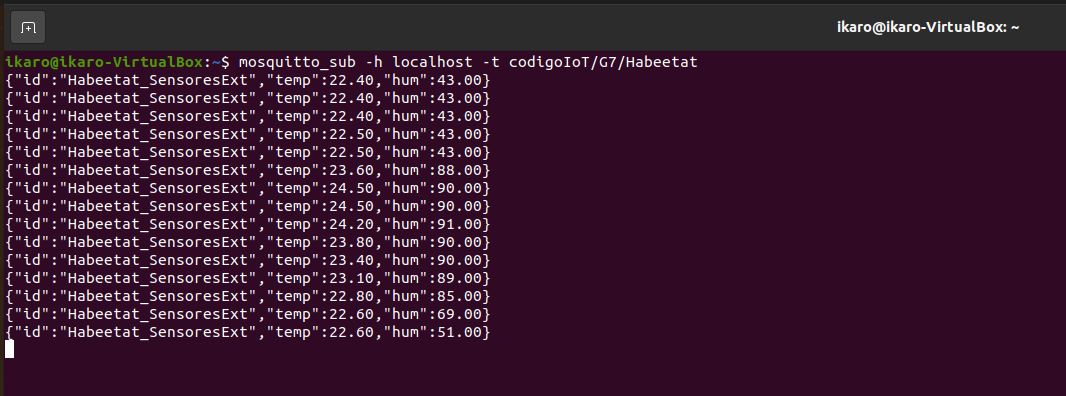 ikaro@ikaro-VirtualBox: ~
ikaro@ikaro-VirtualBox:~$ mosquitto_sub -h localhost -t codigoIoT/G7/Habeetat
{"id":"Habeetat_SensoresExt","temp":22.40,"hum":43.00}
{"id":"Habeetat_SensoresExt","temp":22.40,"hum":43.00}
{"id":"Habeetat_SensoresExt","temp":22.40,"hum":43.00}
{"id":"Habeetat_SensoresExt","temp":22.50,"hum":43.00}
{"id":"Habeetat_SensoresExt","temp":22.50,"hum":43.00}
{"id":"Habeetat_SensoresExt","temp":23.60,"hum":88.00}
{"id":"Habeetat_SensoresExt","temp":24.50,"hum":90.00}
{"id":"Habeetat_SensoresExt","temp":24.50,"hum":90.00}
{"id":"Habeetat_SensoresExt","temp":24.20,"hum":91.00}
{"id":"Habeetat_SensoresExt","temp":23.80,"hum":90.00}
{"id":"Habeetat_SensoresExt","temp":23.40,"hum":90.00}
{"id":"Habeetat_SensoresExt","temp":23.10,"hum":89.00}
{"id":"Habeetat_SensoresExt","temp":22.80,"hum":85.00}
{"id":"Habeetat_SensoresExt","temp":22.60,"hum":69.00}
{"id":"Habeetat_SensoresExt","temp":22.60,"hum":51.00}